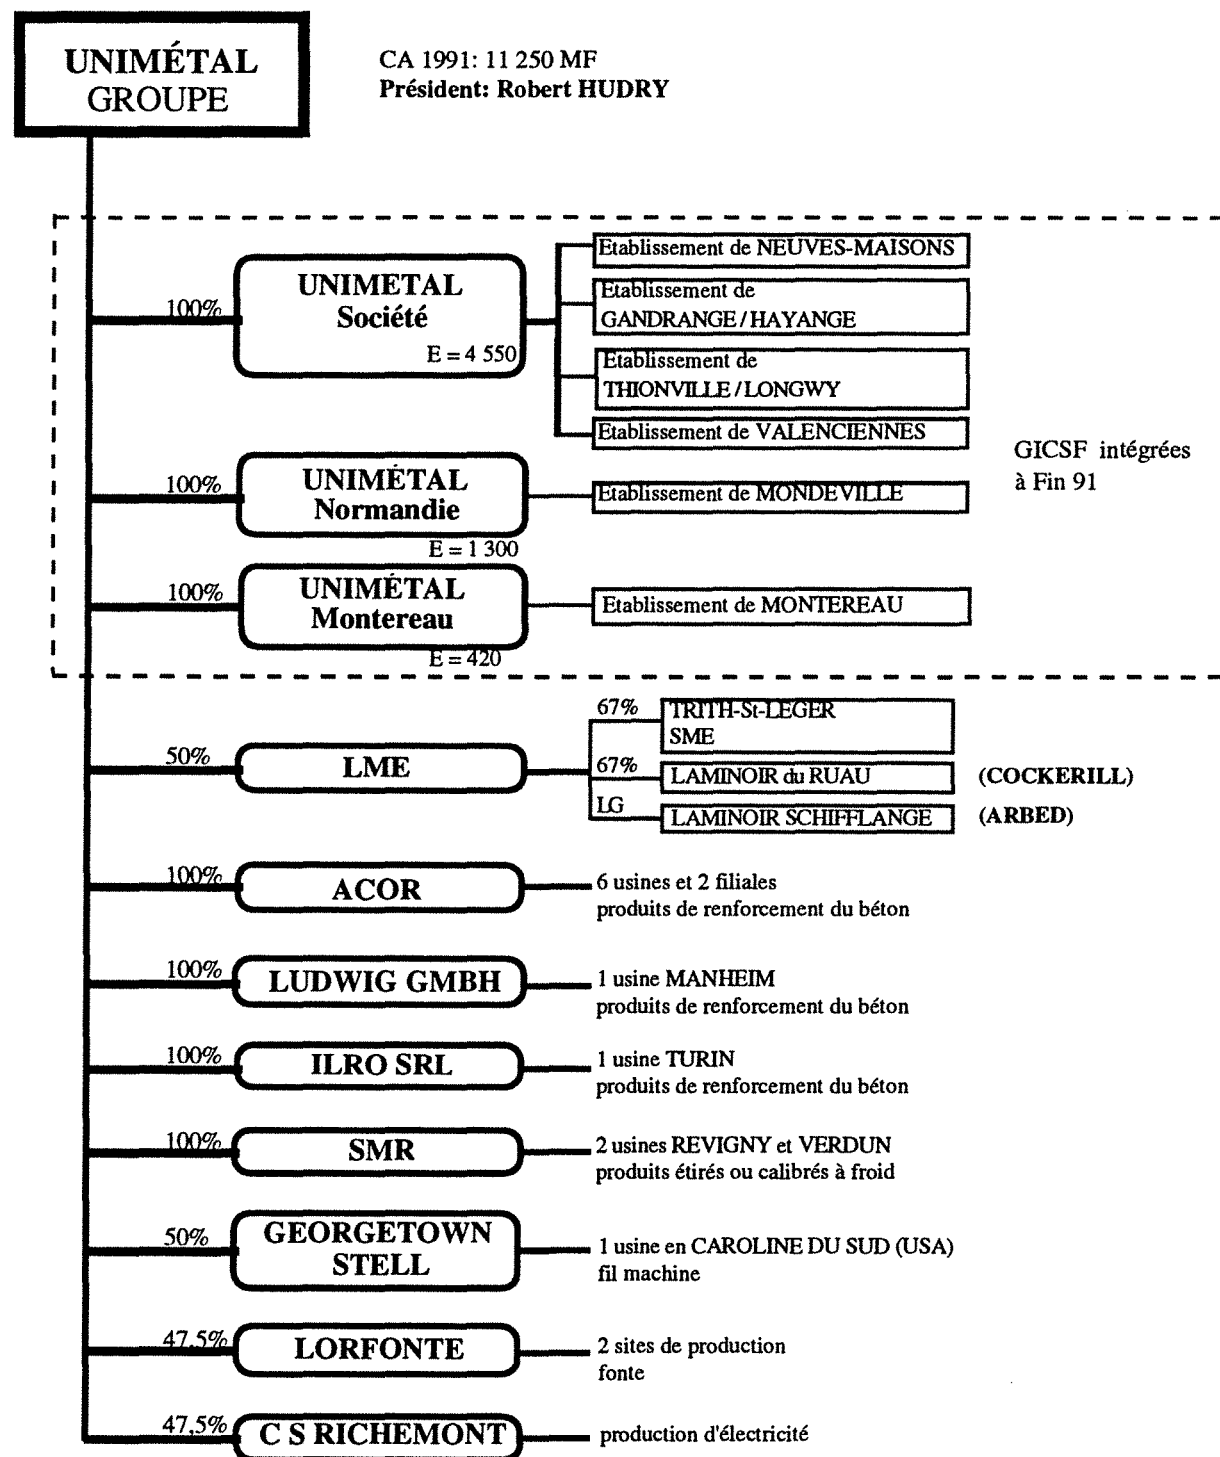 UNIMÉTAL
GROUPE
CA 1991: 11 250 MF
Président: Robert HUDRY
100%
UNIMETAL
Société
E = 4 550
Etablissement de NEUVES-MAISONS
Etablissement de
GANDRANGE / HAYANGE
Etablissement de
THIONVILLE / LONGWY
Etablissement de VALENCIENNES
GICSF intégrées
à Fin 91
100%
UNIMÉTAL
Normandie
E = 1 300
Etablissement de MONDEVILLE
100%
UNIMÉTAL
Montereau
E = 420
Etablissement de MONTEREAU
50%
LME
67%
TRITH-St-LEGER
SME
67%
LAMINOIR du RUAU
(COCKERILL)
LG
LAMINOIR SCHIFFLANGE
(ARBED)
100%
ACOR
6 usines et 2 filiales
produits de renforcement du béton
100%
LUDWIG GMBH
1 usine MANHEIM
produits de renforcement du béton
100%
ILRO SRL
1 usine TURIN
produits de renforcement du béton
100%
SMR
2 usines REVIGNY et VERDUN
produits étirés ou calibrés à froid
50%
GEORGETOWN
STELL
1 usine en CAROLINE DU SUD (USA)
fil machine
47,5%
LORFONTE
2 sites de production
fonte
47,5%
C S RICHEMONT
production d'électricité